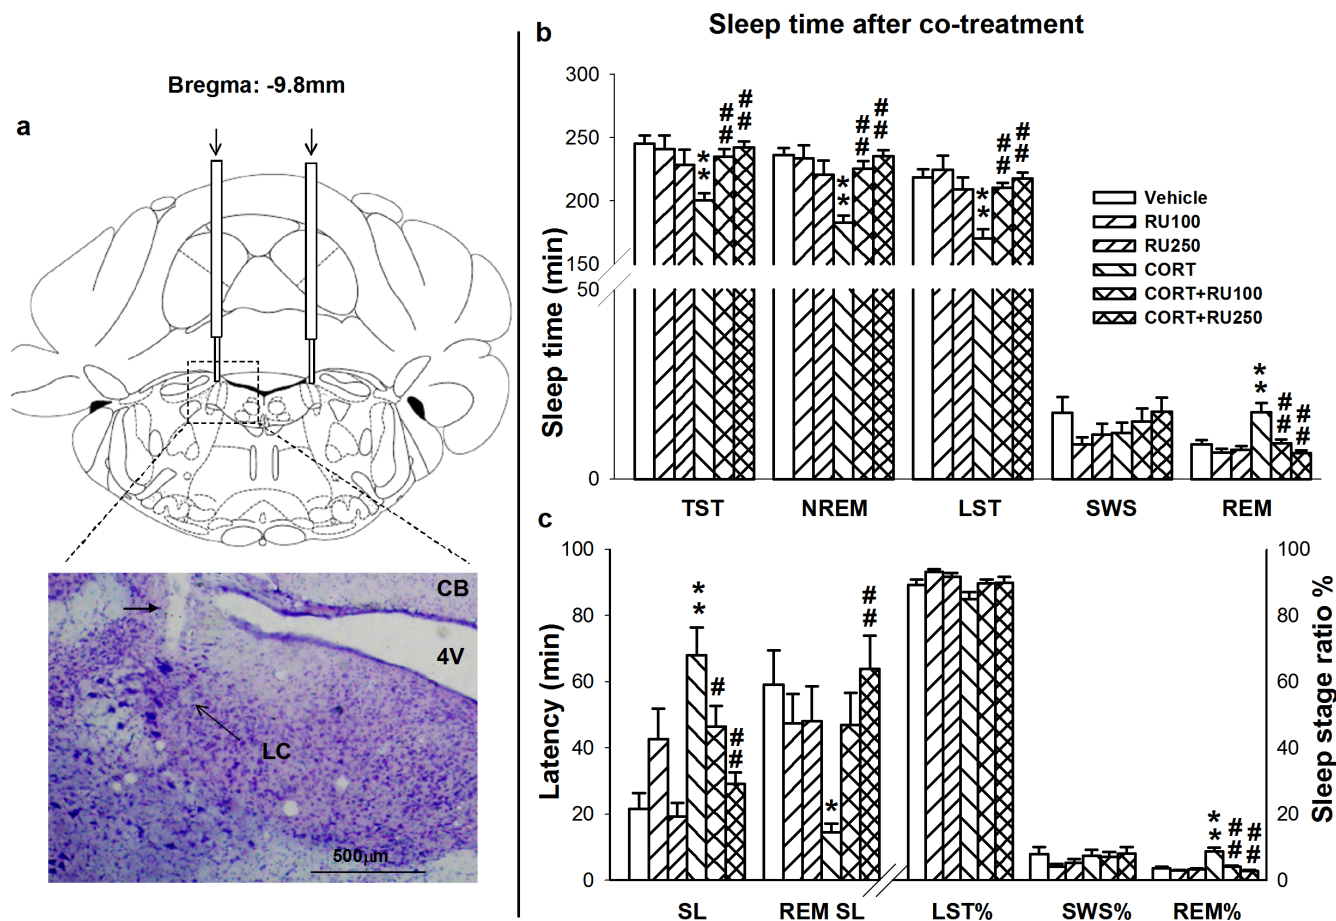 Sleep time after co-treatment
a
Bregma: -9.8mm
CB
4V
LC
500μm
b
Sleep time (min)
300
250
200
150
50
0
** ## ##
** ## ##
** ## ##
** ## ##
TST NREM LST SWS REM
Vehicle
RU100
RU250
CORT
CORT+RU100
CORT+RU250
c
Latency (min)
100
80
60
40
20
0
** # ##
* ##
** ## ##
SL REM SL LST% SWS% REM%
Sleep stage ratio %
100
80
60
40
20
0